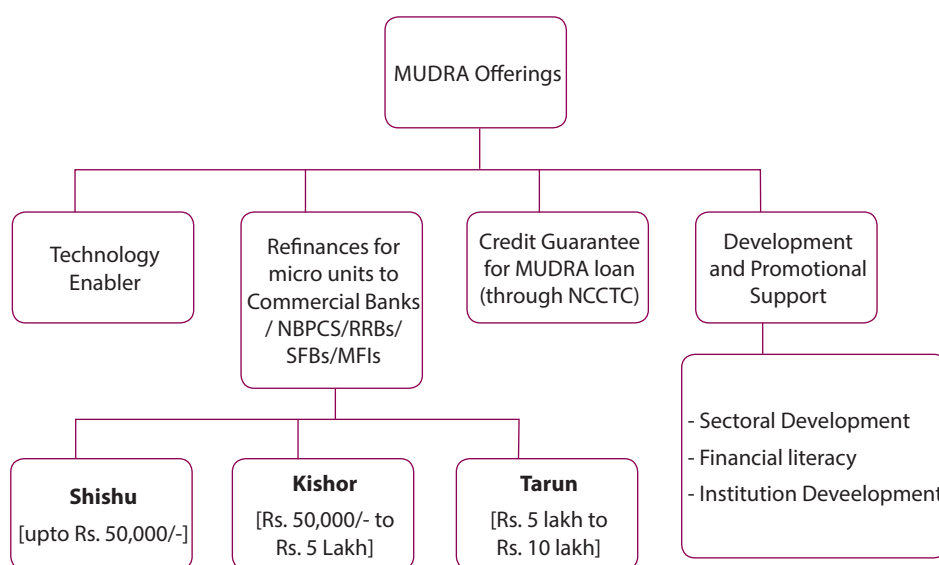 MUDRA Offerings
Technology
Enabler
Refinances for
micro units to
Commercial Banks
/ NBPCS/RRBs/
SFBs/MFIs
Credit Guarantee
for MUDRA loan
(through NCCTC)
Development
and Promotional
Support
Shishu
[upto Rs. 50,000/-]
Kishor
[Rs. 50,000/- to
Rs. 5 Lakh]
Tarun
[Rs. 5 lakh to
Rs. 10 lakh]
- Sectoral Development
- Financial literacy
- Institution Deveelopment